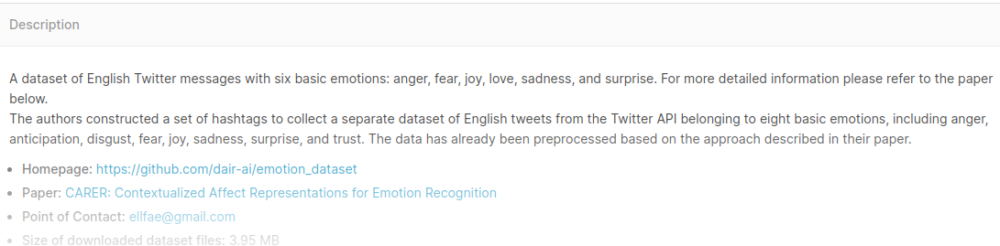 Description
A dataset of English Twitter messages with six basic emotions: anger, fear, joy, love, sadness, and surprise. For more detailed information please refer to the paper
below.
The authors constructed a set of hashtags to collect a separate dataset of English tweets from the Twitter API belonging to eight basic emotions, including anger,
anticipation, disgust, fear, joy, sadness, surprise, and trust. The data has already been preprocessed based on the approach described in their paper.
• Homepage: https://github.com/dair-ai/emotion_dataset
• Paper: CARER: Contextualized Affect Representations for Emotion Recognition
• Point of Contact: ellfae@gmail.com
• Size of downloaded dataset files: 3.95 MB